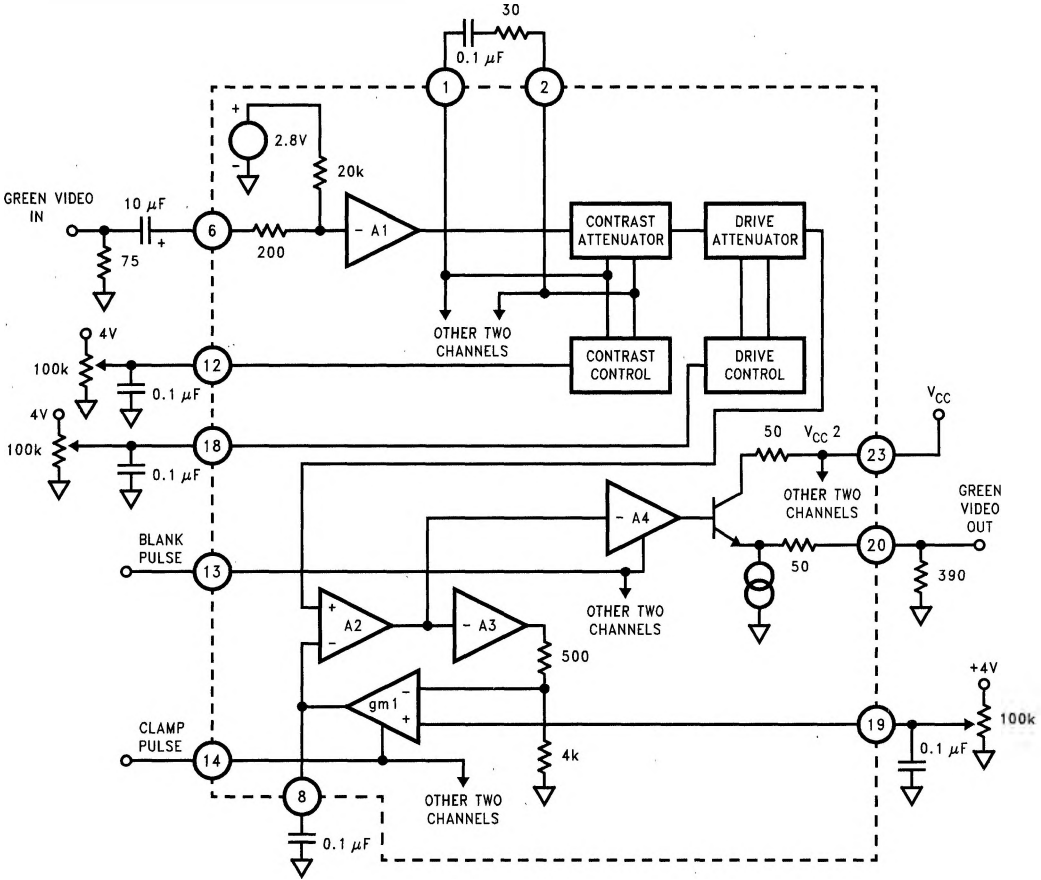 30
0.1 µF
1
2
+
2.8V
-
20k
GREEN VIDEO
IN
10 µF
+
6
200
75
- A1
CONTRAST
ATTENUATOR
DRIVE
ATTENUATOR
OTHER TWO
CHANNELS
4V
100k
12
0.1 µF
CONTRAST
CONTROL
DRIVE
CONTROL
4V
100k
18
0.1 µF
50
VCC 2
VCC
23
OTHER TWO
CHANNELS
GREEN
VIDEO
OUT
- A4
BLANK
PULSE
13
20
50
390
OTHER TWO
CHANNELS
+
A2
-
- A3
500
gm1
-
+
+4V
19
100k
0.1 µF
CLAMP
PULSE
14
4k
8
OTHER TWO
CHANNELS
0.1 µF